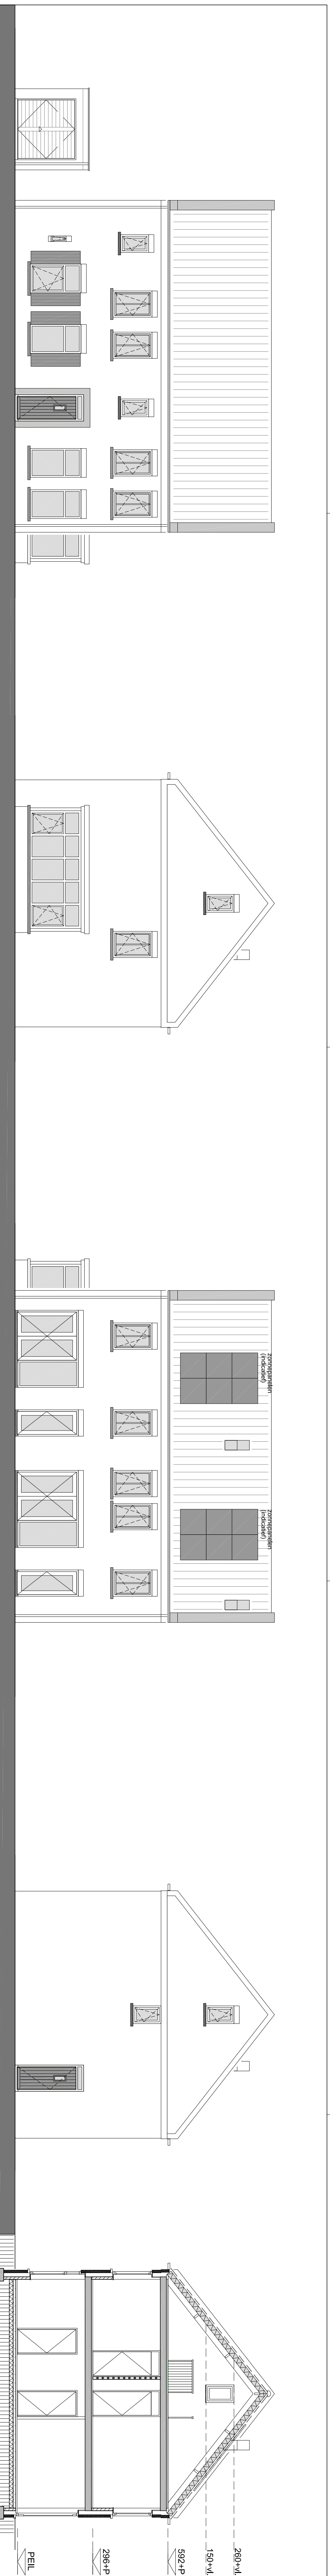 zonnepanelen
(indicatief)
zonnepanelen
(indicatief)
260+vl.
150+vl.
592+P
296+P
PEIL